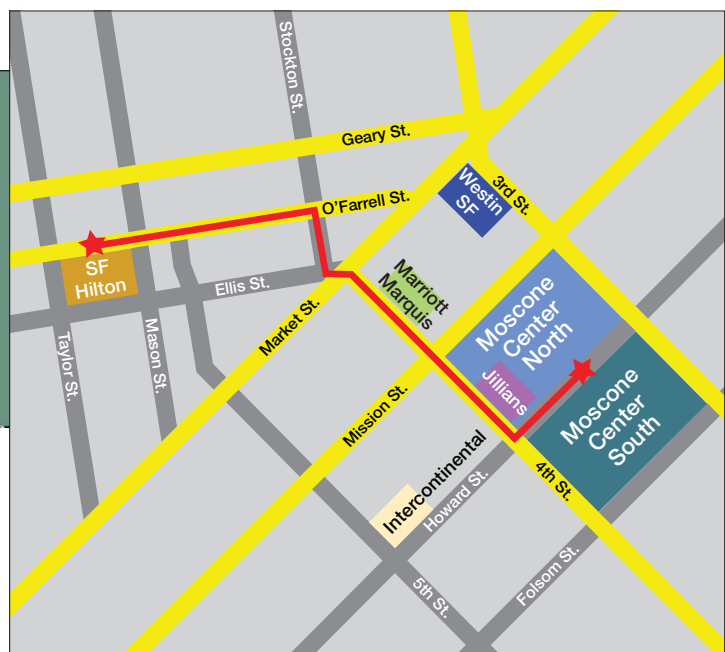 Stockton St.
Geary St.
O'Farrell St.
Westin
SF
3rd St.
SF
Hilton
Ellis St.
Marriott
Marquis
Market St.
Moscone
Center
North
Taylor St.
Mason St.
Jillians
Moscone
Center
South
Mission St.
Intercontinental
Howard St.
4th St.
Folsom St.
5th St.